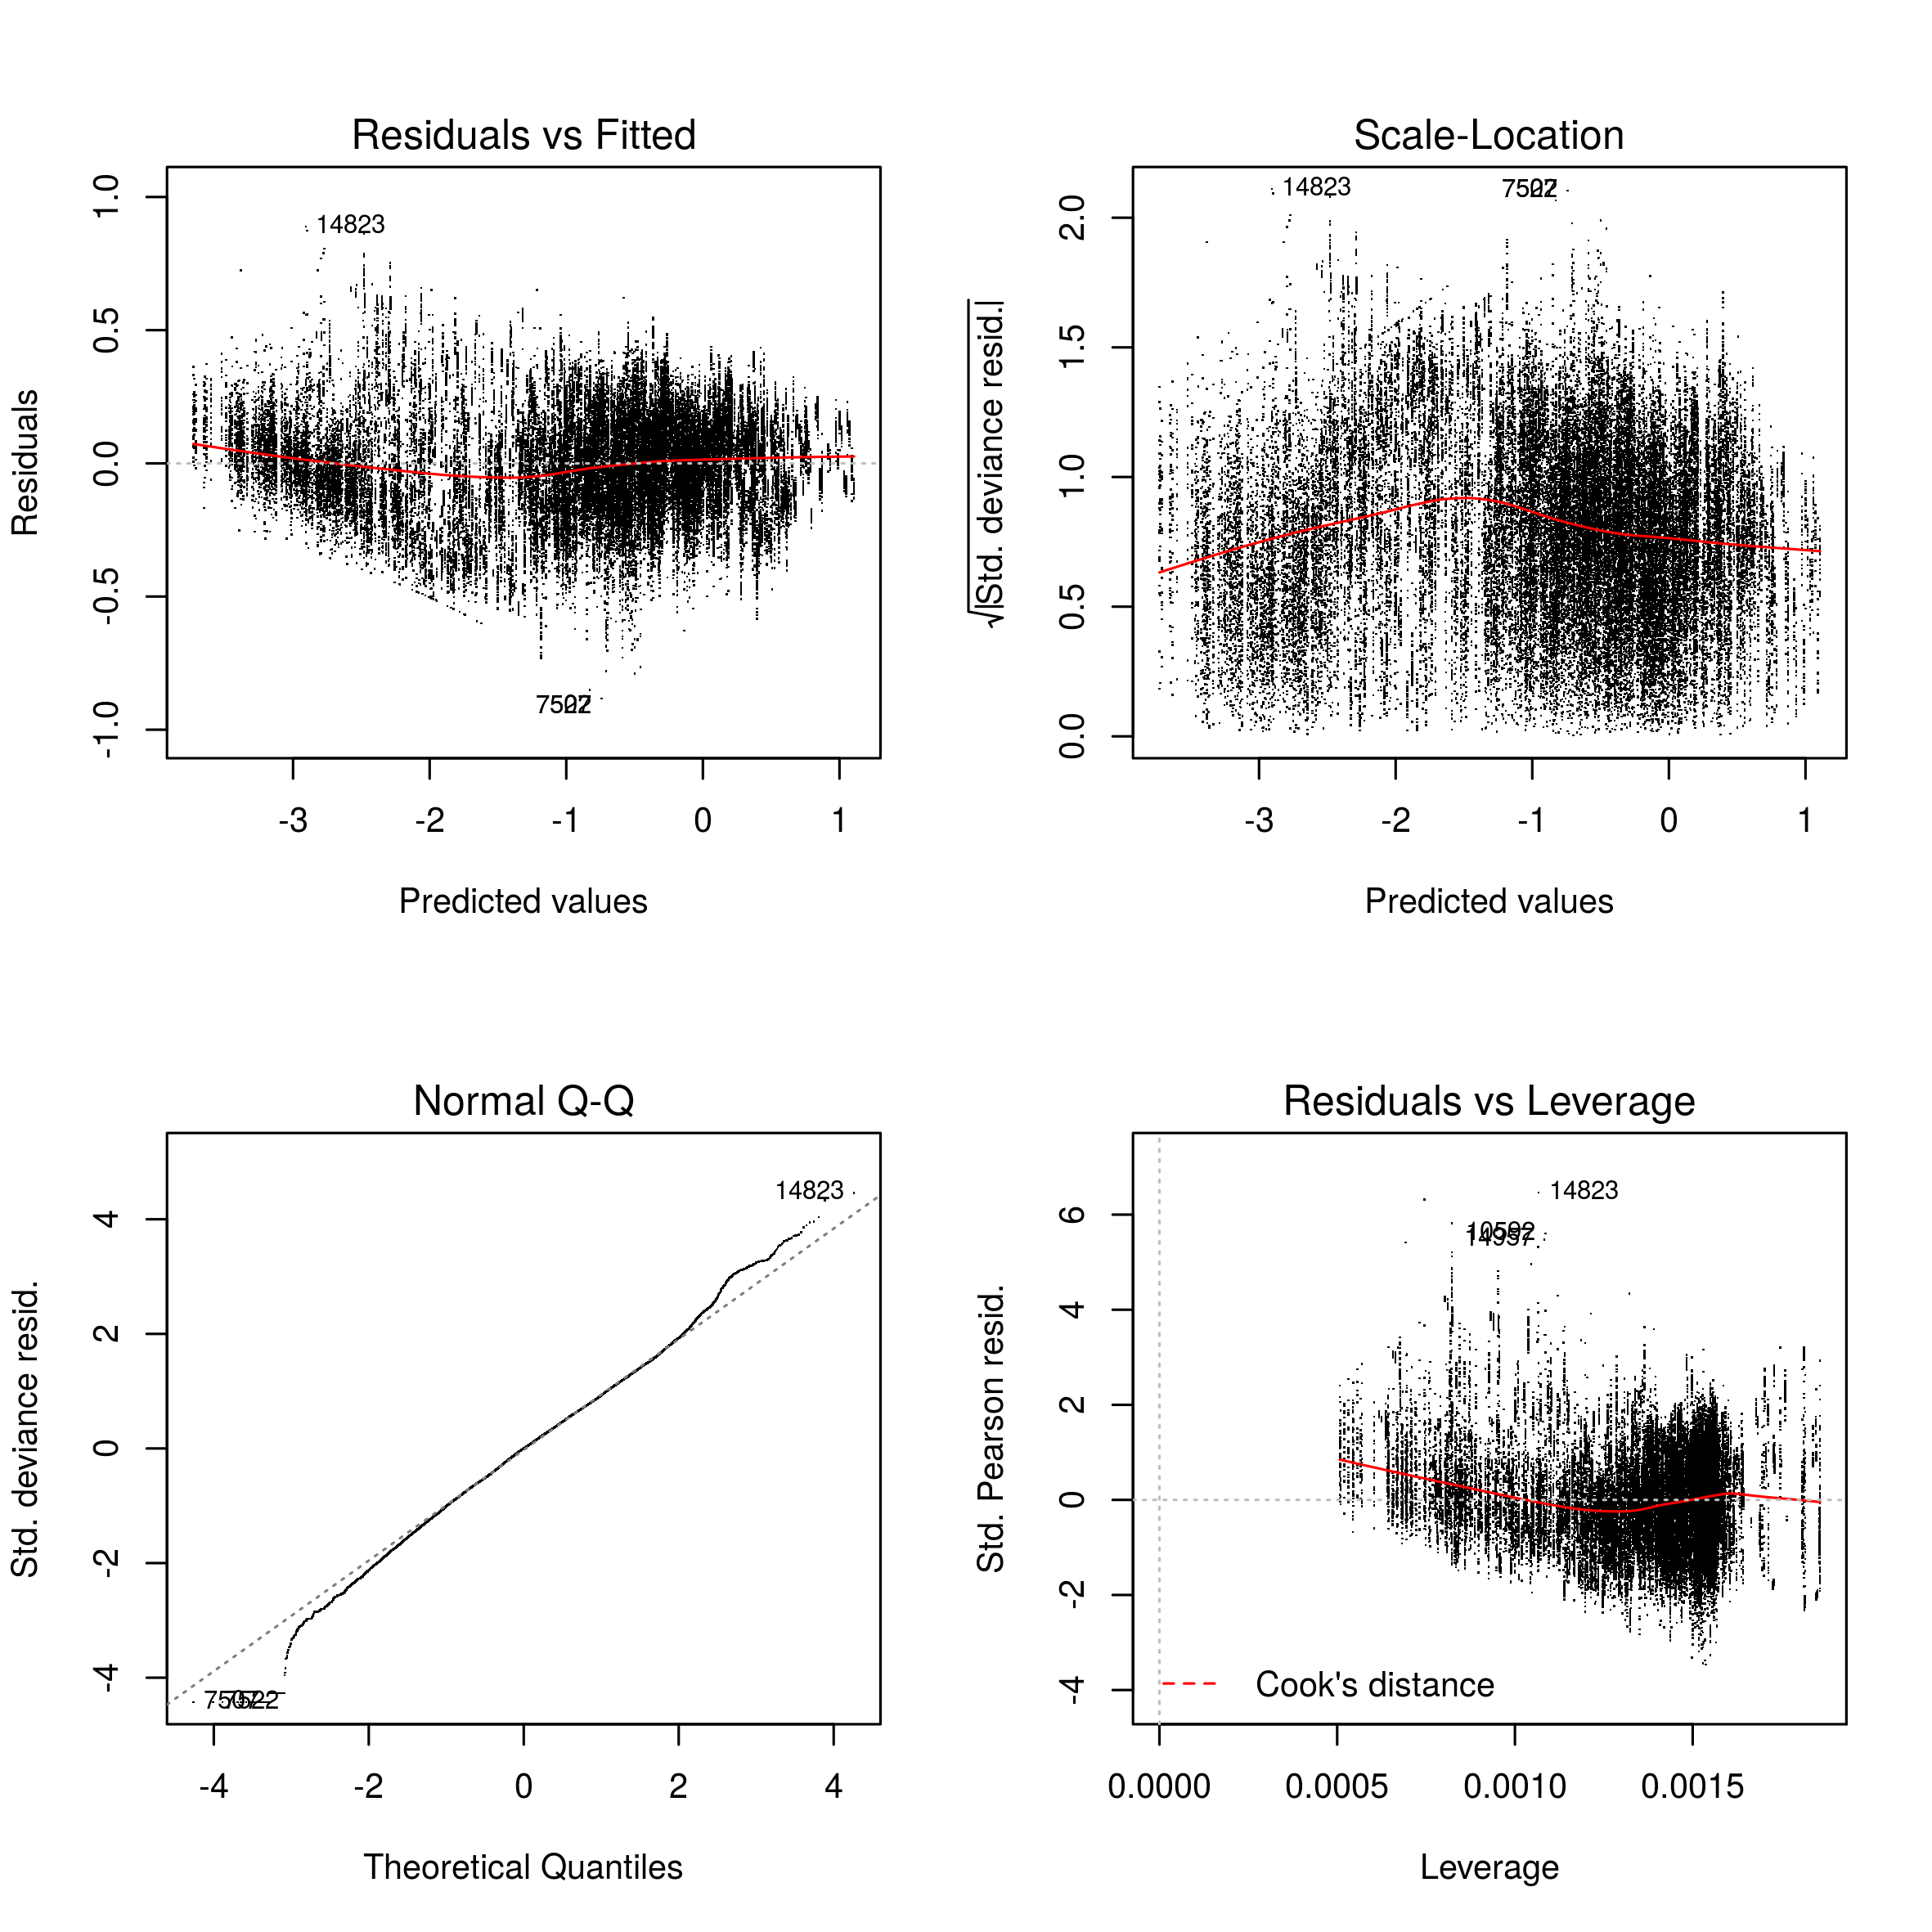 Residuals vs Fitted
1.0
0.5
0.0
-0.5
-1.0
Residuals
14823
-3 -2 -1 0 1
Predicted values
Scale-Location
2.0
1.5
1.0
0.5
0.0
√|Std. deviance resid.|
14823
-3 -2 -1 0 1
Predicted values
Normal Q-Q
4
2
0
-2
-4
Std. deviance resid.
14823
-4 -2 0 2 4
Theoretical Quantiles
Residuals vs Leverage
6
4
2
0
-2
-4
Std. Pearson resid.
14823
Cook's distance
0.0000 0.0005 0.0010 0.0015
Leverage